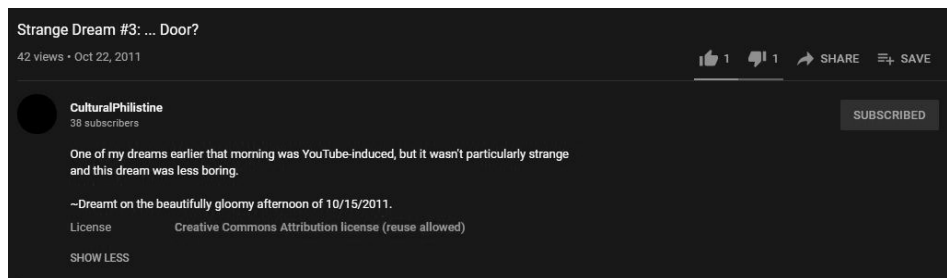 Strange Dream #3: ... Door?
42 views • Oct 22, 2011
1 1 SHARE SAVE
CulturalPhilistine
38 subscribers
SUBSCRIBED
One of my dreams earlier that morning was YouTube-induced, but it wasn't particularly strange
and this dream was less boring.
~Dreamt on the beautifully gloomy afternoon of 10/15/2011.
License Creative Commons Attribution license (reuse allowed)
SHOW LESS